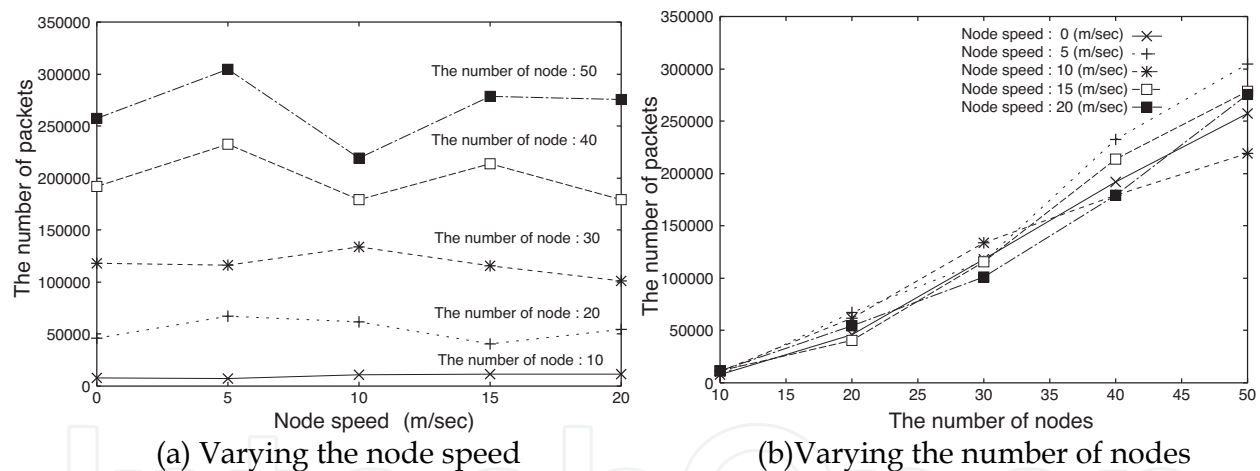 350000
300000
250000
200000
150000
100000
50000
0
The number of packets
The number of node : 50
The number of node : 40
The number of node : 30
The number of node : 20
The number of node : 10
0 5 10 15 20
Node speed (m/sec)
(a) Varying the node speed
350000
300000
250000
200000
150000
100000
50000
0
The number of packets
Node speed : 0 (m/sec)
Node speed : 5 (m/sec)
Node speed : 10 (m/sec)
Node speed : 15 (m/sec)
Node speed : 20 (m/sec)
10 15 20 25 30 35 40 45 50
The number of nodes
(b)Varying the number of nodes